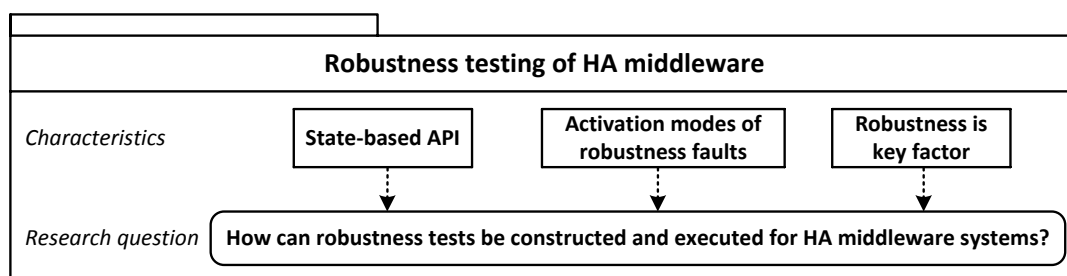 Robustness testing of HA middleware
Characteristics
State-based API
Activation modes of
robustness faults
Robustness is
key factor
Research question
How can robustness tests be constructed and executed for HA middleware systems?